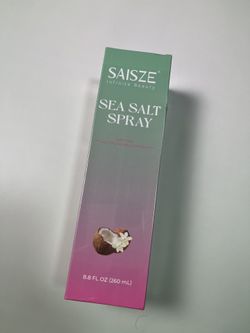 SAISZE®
Infinite Beauty
SEA SALT
SPRAY
8.8 FL OZ (260 mL)